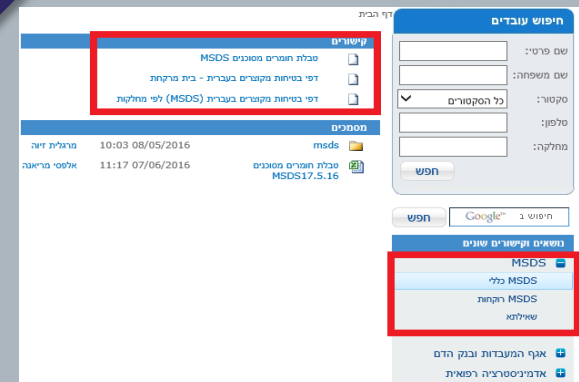 דף הבית
חיפוש עובדים
שם פרטי:
שם משפחה:
סקטור: כל הסקטורים
טלפון:
מחלקה:
חפש
חיפוש ב Google™ חפש
נושאים וקישורים שונים
MSDS
MSDS כללי
MSDS רוקחות
שאילתא
אגף המעבדות ובנק הדם
אדמיניסטרציה רפואית
קישורים
טבלת חומרים מסוכנים MSDS
דפי בטיחות מקוצרים בעברית - בית מרקחת
דפי בטיחות מקוצרים בעברית (MSDS) לפי מחלקות
מסמכים
msds 10:03 08/05/2016 מרגלית זיוה
טבלת חומרים מסוכנים 11:17 07/06/2016 אלפסי מריאנה
MSDS17.5.16